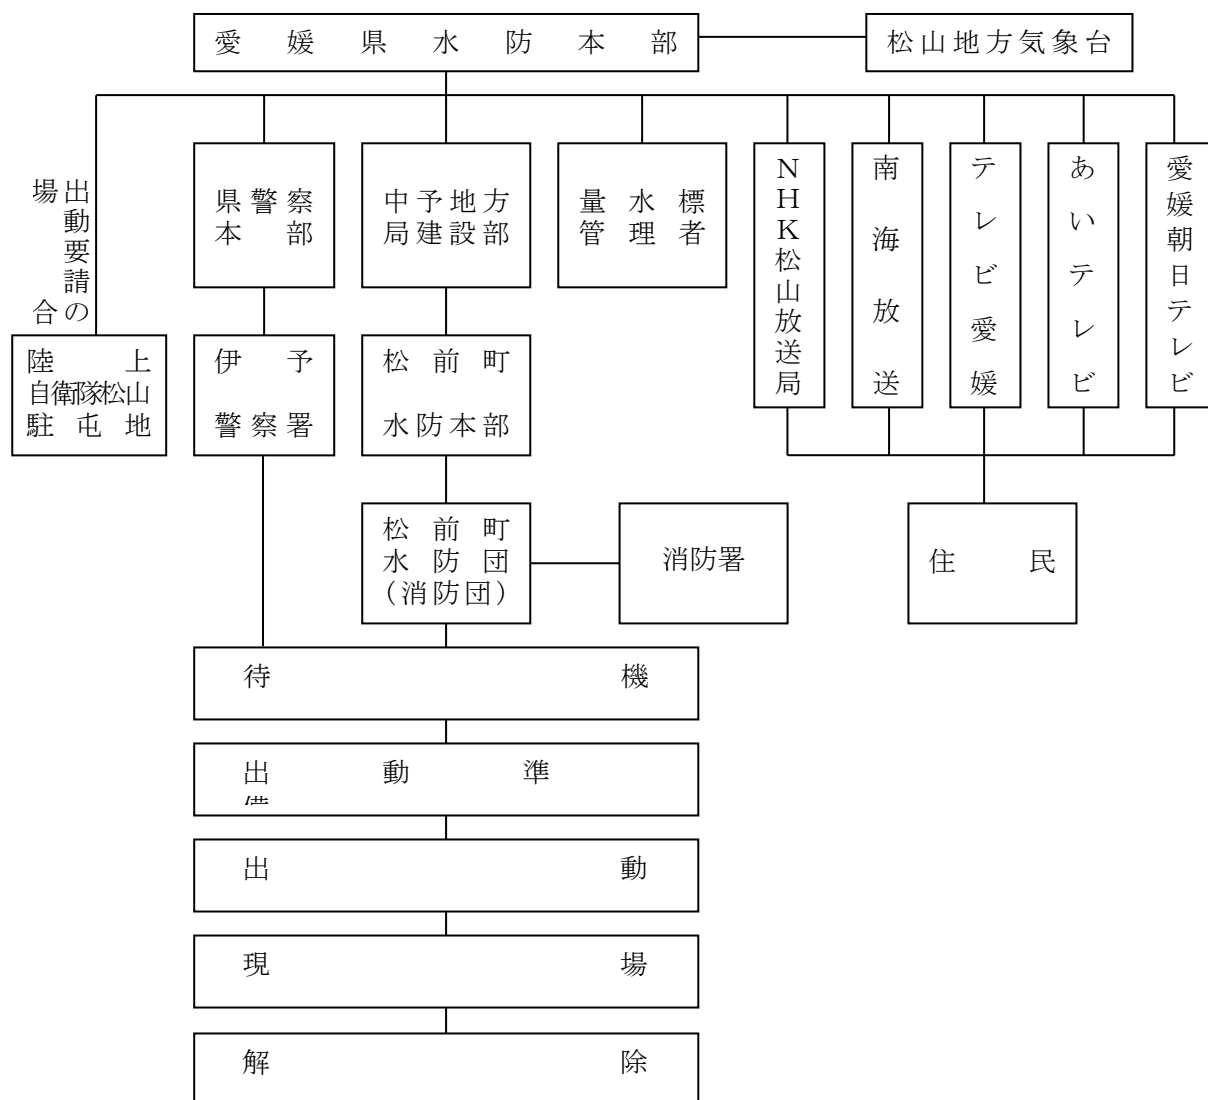 愛媛県水防本部
松山地方気象台
出動要請の
場合
県警察
本部
中予地方
局建設部
量水標
管理者
NHK松山放送局
南海放送
テレビ愛媛
あいテレビ
愛媛朝日テレビ
陸上
自衛隊松山
駐屯地
伊予
警察署
松前町
水防本部
松前町
水防団
（消防団）
消防署
住民
待機
出動準
備
出動
現場
解除